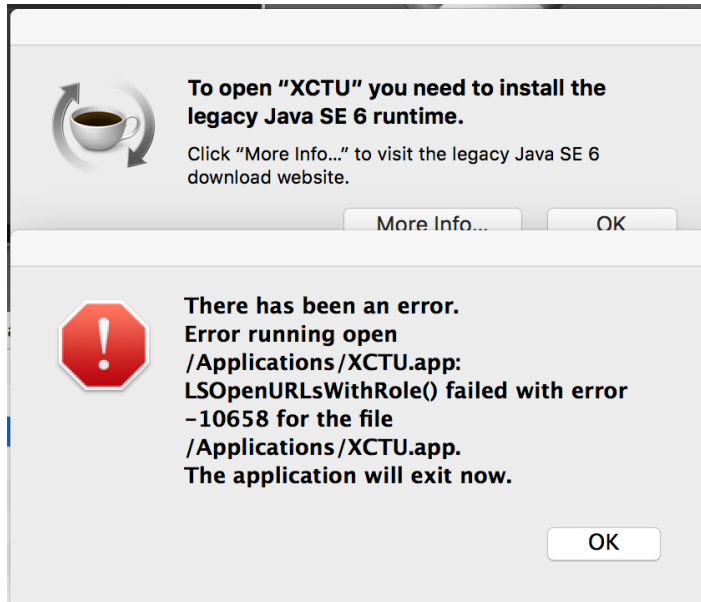 To open “XCTU” you need to install the
legacy Java SE 6 runtime.
Click “More Info...” to visit the legacy Java SE 6
download website.
More Info... OK
There has been an error.
Error running open
/Applications/XCTU.app:
LSOpenURLsWithRole() failed with error
-10658 for the file
/Applications/XCTU.app.
The application will exit now.
OK